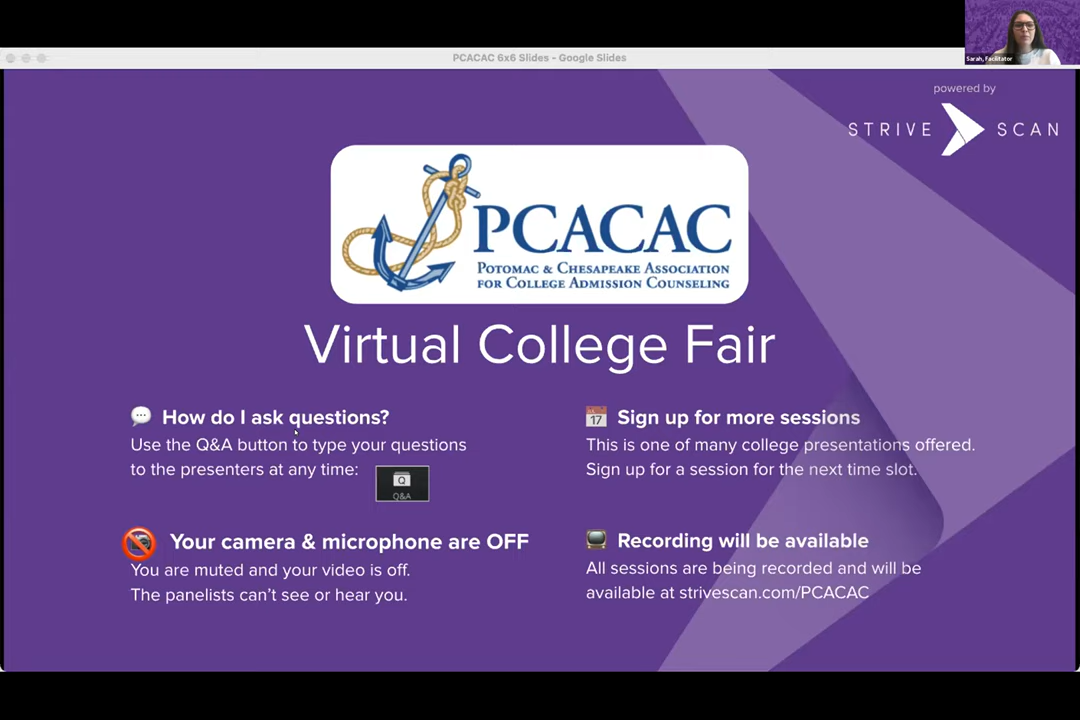 PCACAC 6x6 Slides - Google Slides
Sarah, Facilitator
powered by
STRIVE SCAN
PCACAC
POTOMAC & CHESAPEAKE ASSOCIATION
FOR COLLEGE ADMISSION COUNSELING
Virtual College Fair
How do I ask questions?
Use the Q&A button to type your questions
to the presenters at any time:
Q
Q&A
17
Sign up for more sessions
This is one of many college presentations offered.
Sign up for a session for the next time slot.
Your camera & microphone are OFF
You are muted and your video is off.
The panelists can't see or hear you.
Recording will be available
All sessions are being recorded and will be
available at strivescan.com/PCACAC